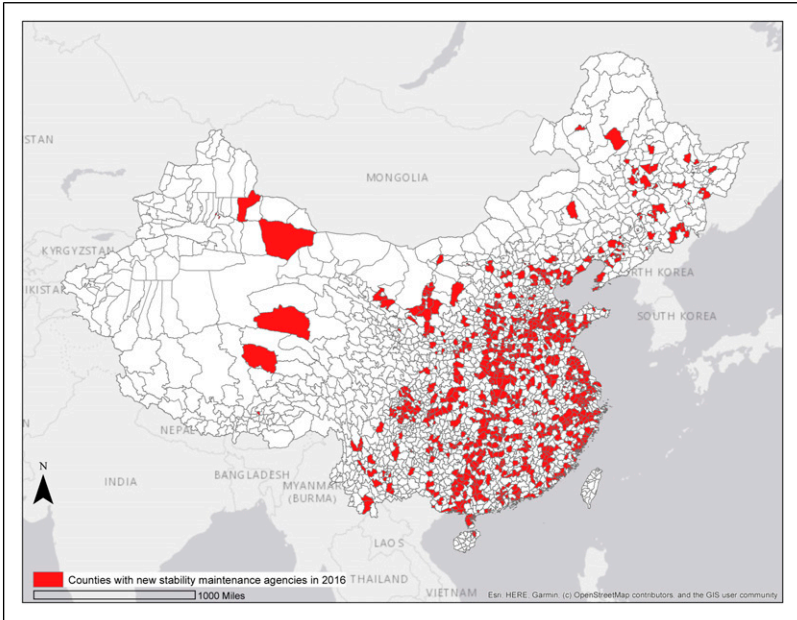 STAN
MONGOLIA
KYRGYZSTAN
IKISTAN
RTH KOREA
SOUTH KOREA
NEPAL
N
INDIA
BANGLADESH
MYANMAR
(BURMA)
LAOS
THAILAND
VIETNAM
N
Counties with new stability maintenance agencies in 2016
1000 Miles
Esri, HERE, Garmin, (c) OpenStreetMap contributors, and the GIS user community